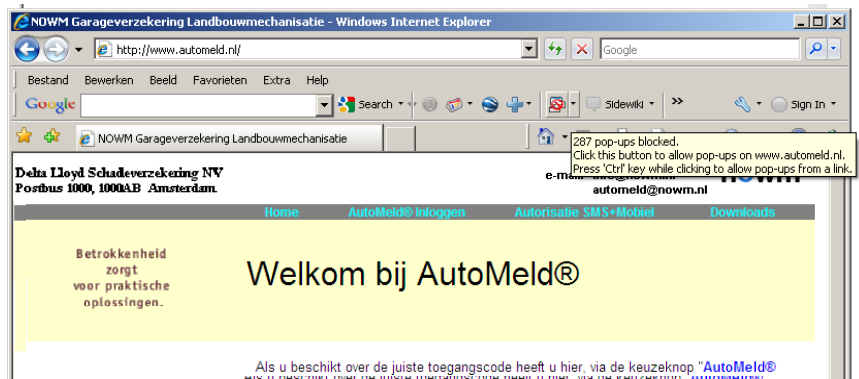 NOWM Garageverzekering Landbouwmechanisatie - Windows Internet Explorer
http://www.automeld.nl/
Google
Bestand Bewerken Beeld Favorieten Extra Help
Google Search Sidewiki Sign In
NOWM Garageverzekering Landbouwmechanisatie
287 pop-ups blocked.
Click this button to allow pop-ups on www.automeld.nl.
Press 'Ctrl' key while clicking to allow pop-ups from a link.
Delta Lloyd Schadeverzekering NV
Postbus 1000, 1000AB Amsterdam.
automeld@nowm.nl
Home AutoMeld® Inloggen Autorisatie SMS+Mobiel Downloads
Betrokkenheid
zorgt
voor praktische
oplossingen.
Welkom bij AutoMeld®
Als u beschikt over de juiste toegangscode heeft u hier, via de keuzeknop "AutoMeld®